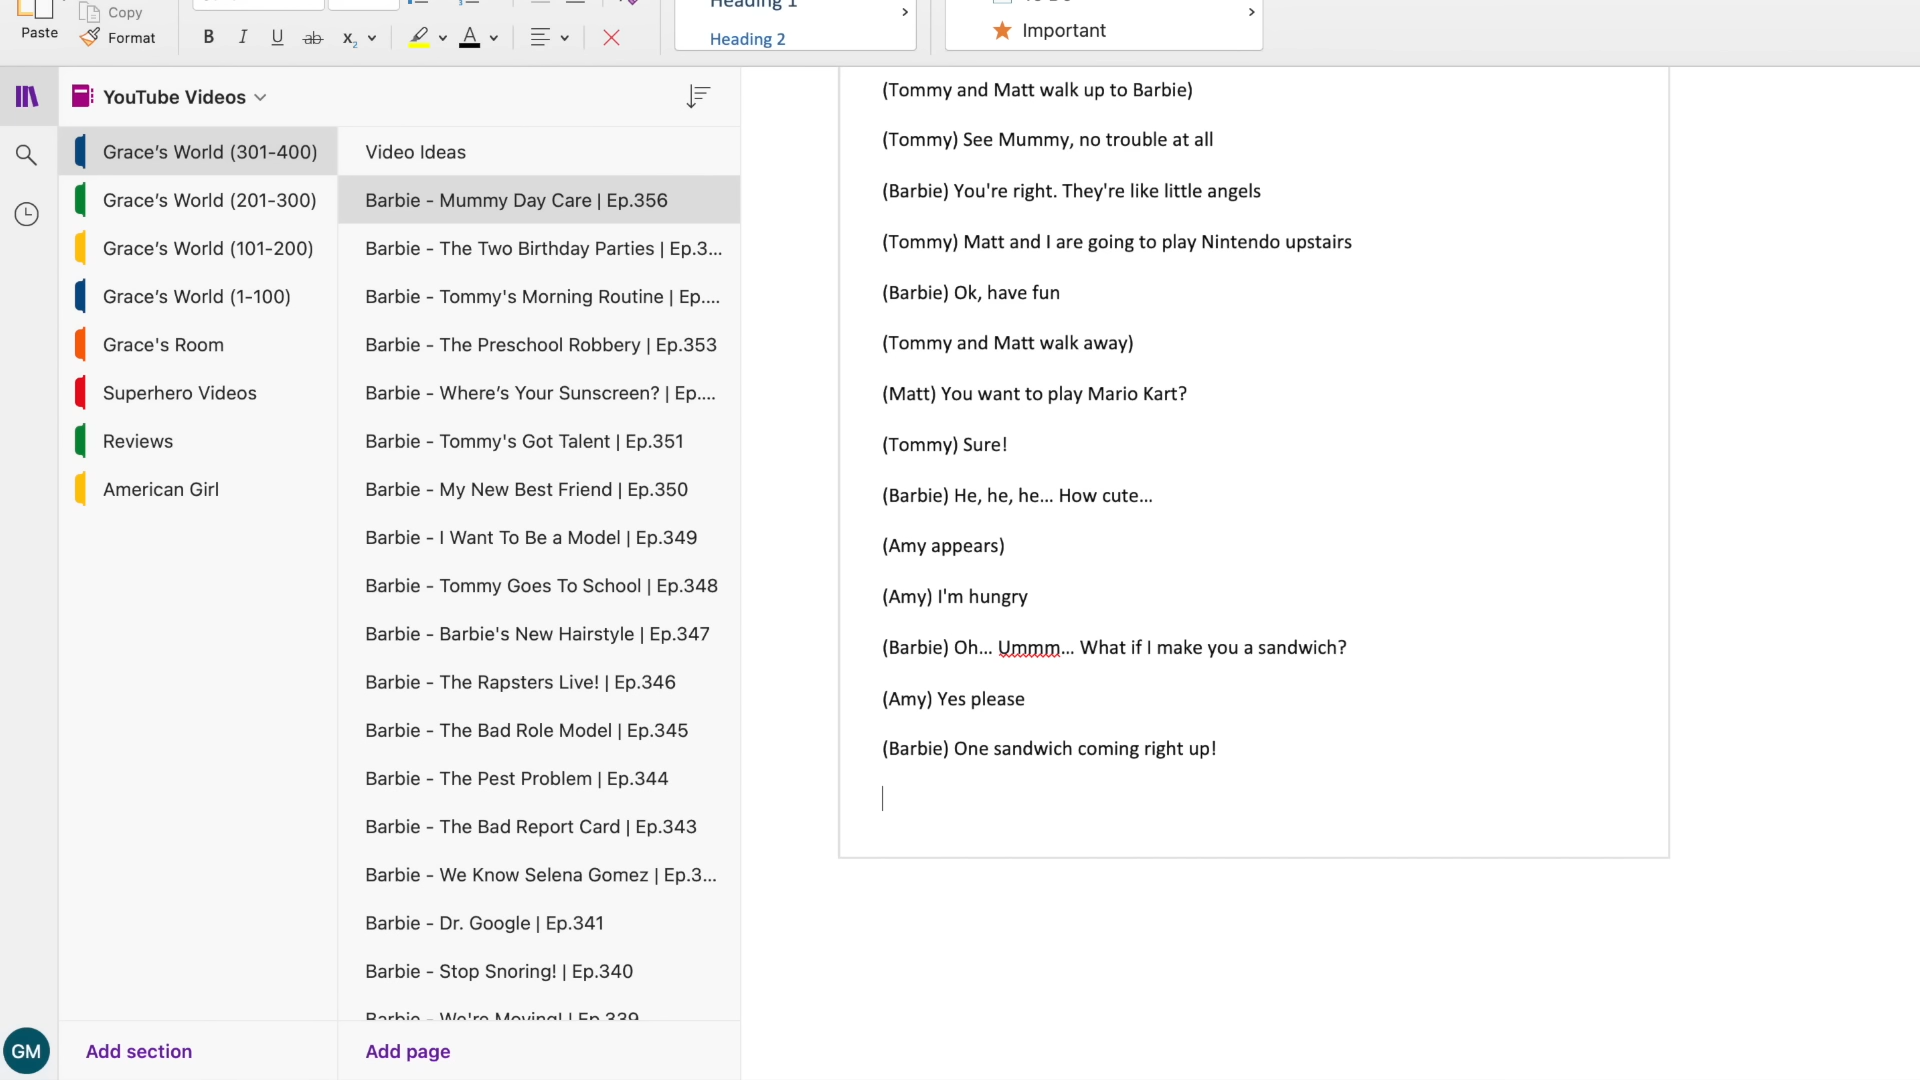 Paste
Copy
Format
B I U ab X2 A
Heading 1
Heading 2
Important
YouTube Videos
Grace's World (301-400)
Grace's World (201-300)
Grace's World (101-200)
Grace's World (1-100)
Grace's Room
Superhero Videos
Reviews
American Girl
Add section
GM
Video Ideas
Barbie - Mummy Day Care | Ep.356
Barbie - The Two Birthday Parties | Ep.3...
Barbie - Tommy's Morning Routine | Ep....
Barbie - The Preschool Robbery | Ep.353
Barbie - Where's Your Sunscreen? | Ep....
Barbie - Tommy's Got Talent | Ep.351
Barbie - My New Best Friend | Ep.350
Barbie - I Want To Be a Model | Ep.349
Barbie - Tommy Goes To School | Ep.348
Barbie - Barbie's New Hairstyle | Ep.347
Barbie - The Rapsters Live! | Ep.346
Barbie - The Bad Role Model | Ep.345
Barbie - The Pest Problem | Ep.344
Barbie - The Bad Report Card | Ep.343
Barbie - We Know Selena Gomez | Ep.3...
Barbie - Dr. Google | Ep.341
Barbie - Stop Snoring! | Ep.340
Barbie - We're Moving! | Ep.339
Add page
(Tommy and Matt walk up to Barbie)
(Tommy) See Mummy, no trouble at all
(Barbie) You're right. They're like little angels
(Tommy) Matt and I are going to play Nintendo upstairs
(Barbie) Ok, have fun
(Tommy and Matt walk away)
(Matt) You want to play Mario Kart?
(Tommy) Sure!
(Barbie) He, he, he... How cute...
(Amy appears)
(Amy) I'm hungry
(Barbie) Oh... Ummm... What if I make you a sandwich?
(Amy) Yes please
(Barbie) One sandwich coming right up!